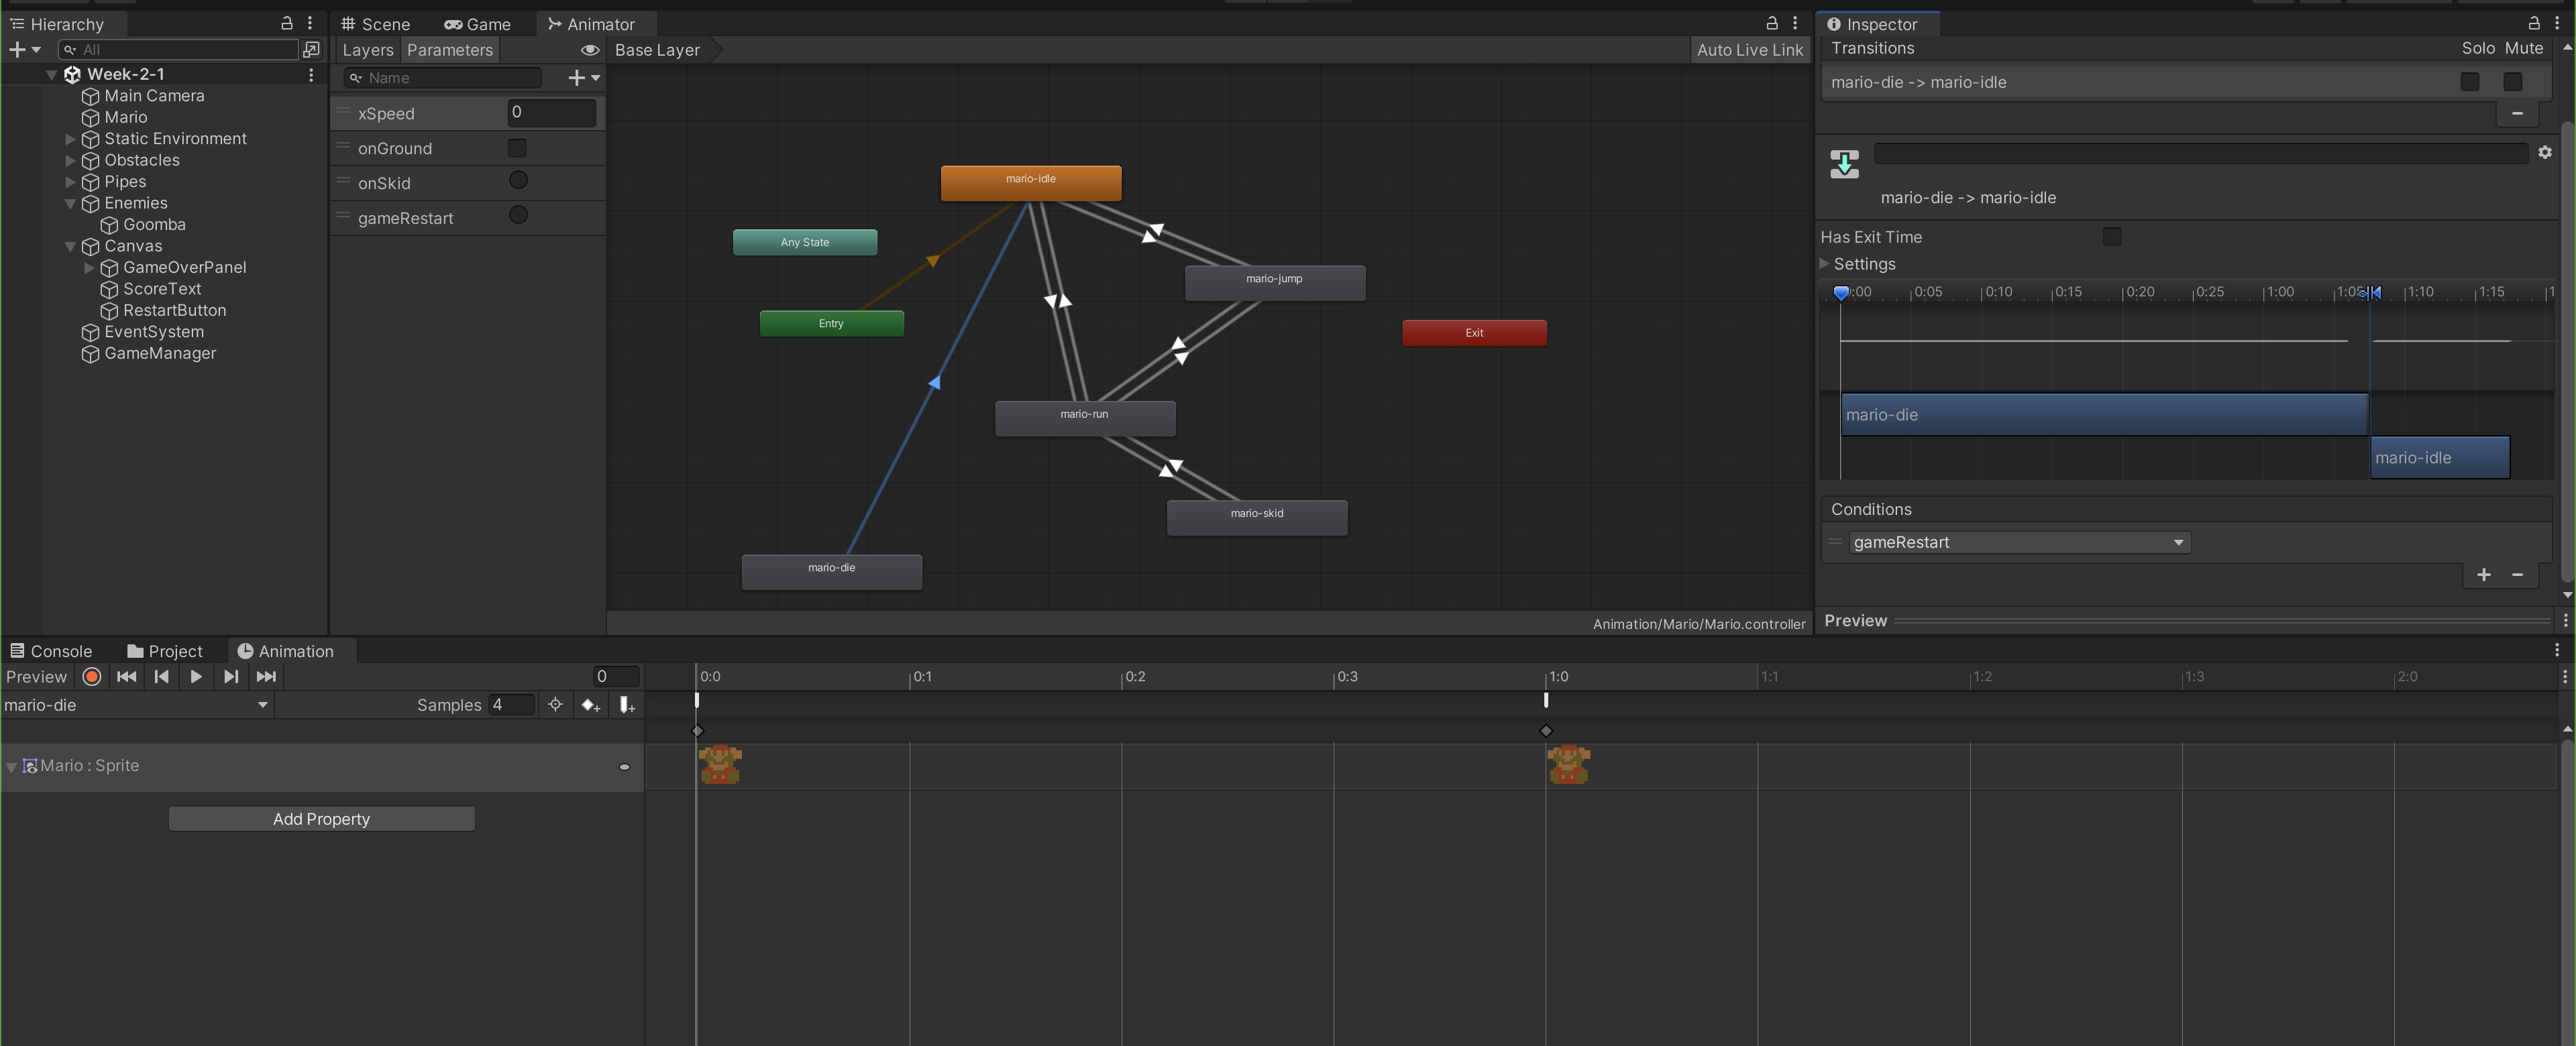 Hierarchy
All
Week-2-1
Main Camera
Mario
Static Environment
Obstacles
Pipes
Enemies
Goomba
Canvas
GameOverPanel
ScoreText
RestartButton
EventSystem
GameManager
Scene Game Animator
Layers Parameters Base Layer Auto Live Link
Name
xSpeed 0
onGround
onSkid
gameRestart
mario-idle
Any State
mario-jump
Entry
Exit
mario-run
mario-skid
mario-die
Animation/Mario/Mario.controller
Inspector
Transitions Solo Mute
mario-die -> mario-idle
mario-die -> mario-idle
Has Exit Time
Settings
:00 0:05 0:10 0:15 0:20 0:25 1:00 1:05 1:10 1:15 1
mario-die
mario-idle
Conditions
gameRestart
Preview
Console Project Animation
Preview 0 0:0 0:1 0:2 0:3 1:0 1:1 1:2 1:3 2:0
mario-die Samples 4
Mario : Sprite
Add Property